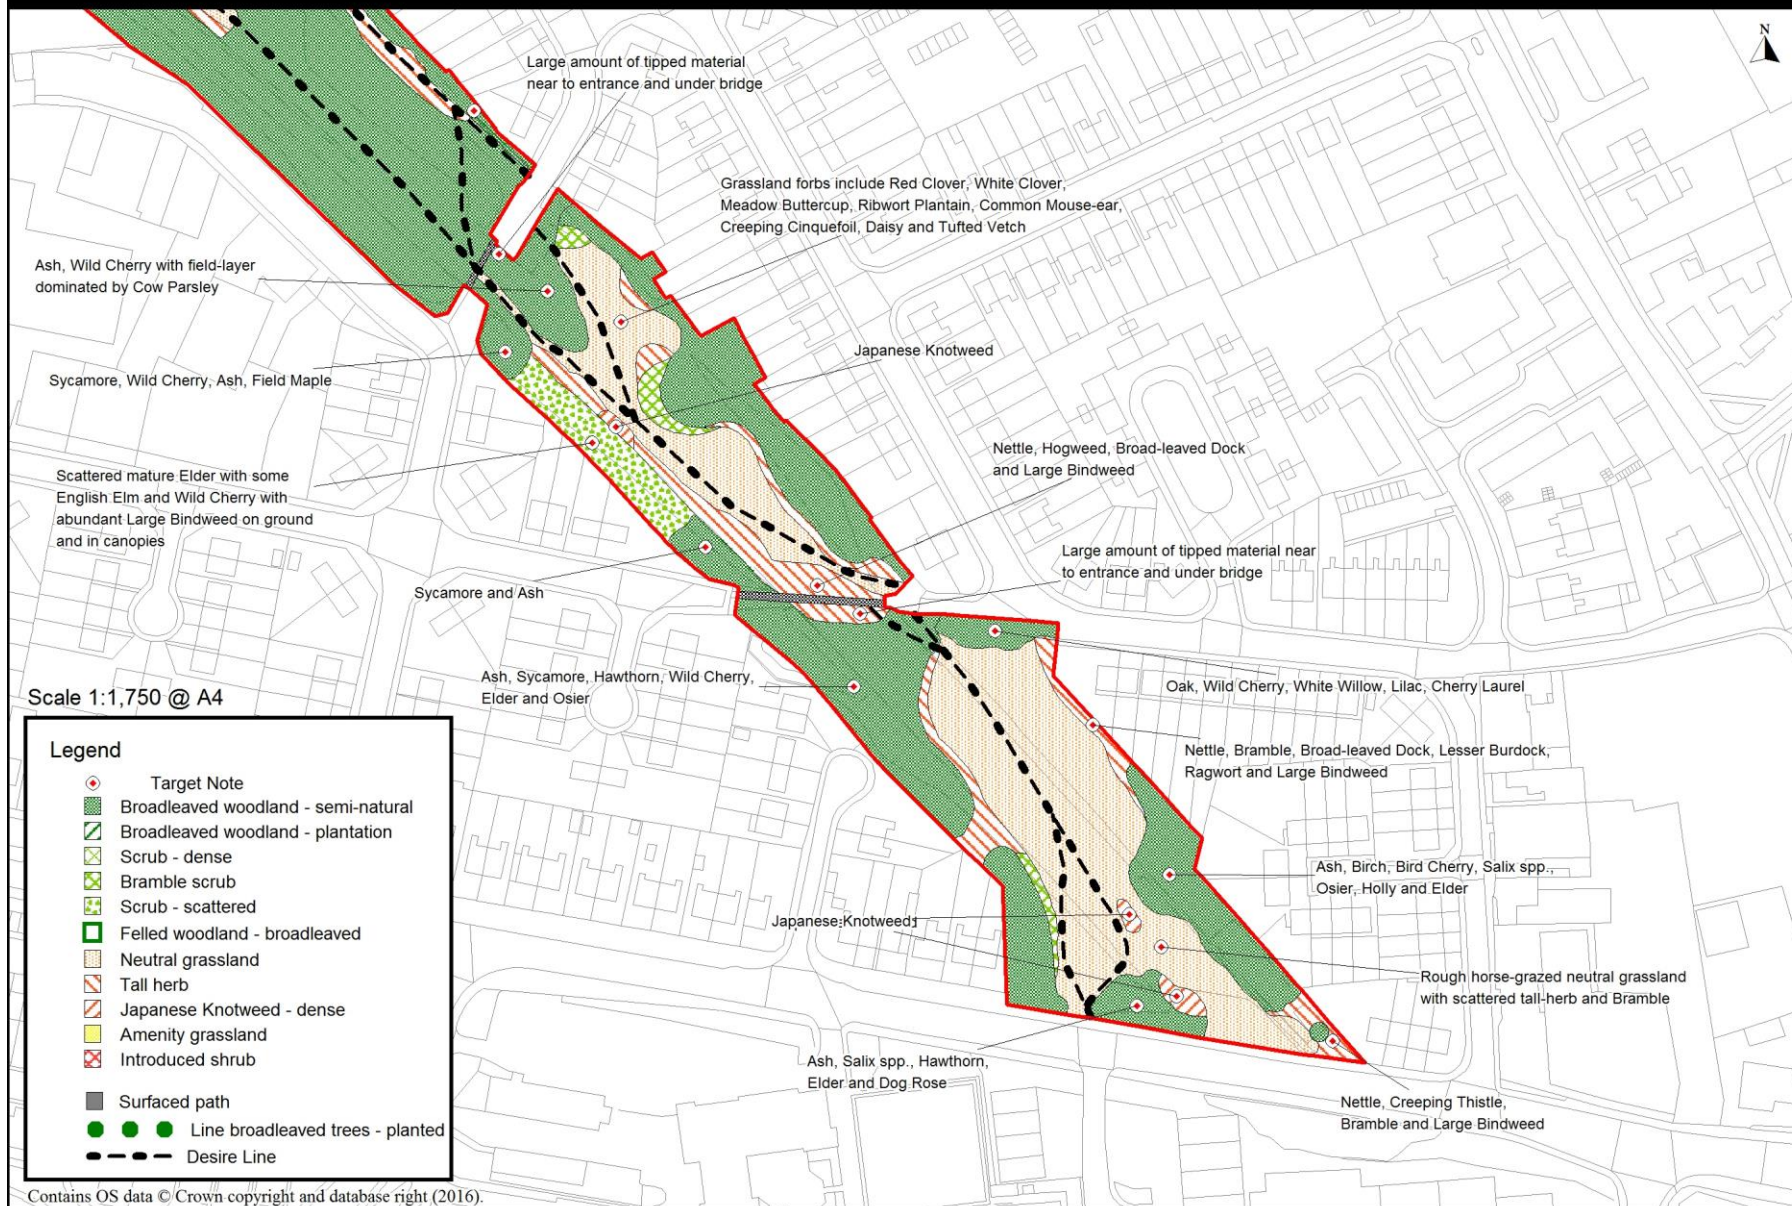 N
Large amount of tipped material
near to entrance and under bridge
Grassland forbs include Red Clover, White Clover,
Meadow Buttercup, Ribwort Plantain, Common Mouse-ear,
Creeping Cinquefoil, Daisy and Tufted Vetch
Ash, Wild Cherry with field-layer
dominated by Cow Parsley
Japanese Knotweed
Sycamore, Wild Cherry, Ash, Field Maple
Nettle, Hogweed, Broad-leaved Dock
and Large Bindweed
Scattered mature Elder with some
English Elm and Wild Cherry with
abundant Large Bindweed on ground
and in canopies
Large amount of tipped material near
to entrance and under bridge
Sycamore and Ash
Ash, Sycamore, Hawthorn, Wild Cherry,
Elder and Osier
Oak, Wild Cherry, White Willow, Lilac, Cherry Laurel
Nettle, Bramble, Broad-leaved Dock, Lesser Burdock,
Ragwort and Large Bindweed
Ash, Birch, Bird Cherry, Salix spp.,
Osier, Holly and Elder
Japanese Knotweed
Rough horse-grazed neutral grassland
with scattered tall-herb and Bramble
Ash, Salix spp., Hawthorn,
Elder and Dog Rose
Nettle, Creeping Thistle,
Bramble and Large Bindweed
Scale 1:1,750 @ A4
Legend
Target Note
Broadleaved woodland - semi-natural
Broadleaved woodland - plantation
Scrub - dense
Bramble scrub
Scrub - scattered
Felled woodland - broadleaved
Neutral grassland
Tall herb
Japanese Knotweed - dense
Amenity grassland
Introduced shrub
Surfaced path
Line broadleaved trees - planted
Desire Line
Contains OS data © Crown copyright and database right (2016).